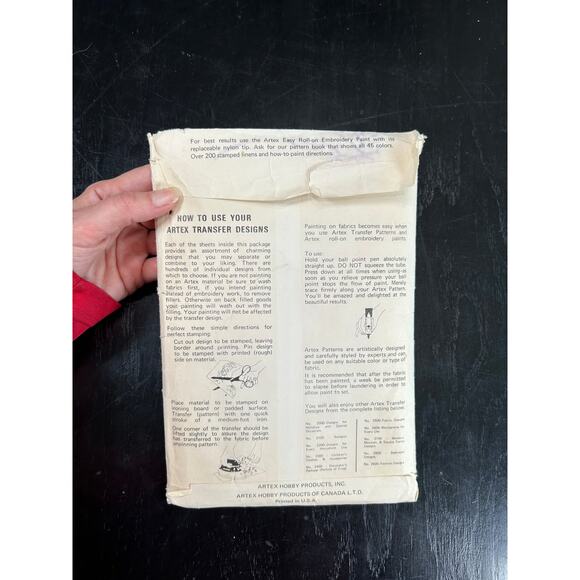 For best results use the Artex Easy Roll-on Embroidery Paint with its
replaceable nylon tip. Ask for our pattern book that shows all 45 colors.
Over 200 stamped linens and how-to paint directions.
HOW TO USE YOUR
ARTEX TRANSFER DESIGNS
Each of the sheets inside this package
provides an assortment of charming
designs that you may separate or
combine to your liking. There are
hundreds of individual designs from
which to choose. If you are not painting
on an Artex material be sure to wash
fabrics first, if you intend painting
instead of embroidery work, to remove
fillers. Otherwise on back filled goods
your painting will wash out with the
filling. Your painting will not be affected
by the transfer design.
Follow these simple directions for
perfect stamping:
Cut out design to be stamped, leaving
border around printing. Pin design
to be stamped with printed (rough)
side on material.
Place material to be stamped on
ironing board or padded surface.
Transfer (pattern) with one quick
stroke of a medium-hot iron.
One corner of the transfer should be
lifted slightly to assure the design
has transferred to the fabric before
unpinning pattern.
Painting on fabrics becomes easy when
you use Artex Transfer Patterns and
Artex roll-on embroidery paints.
To use:
Hold your ball point pen absolutely
straight up. DO NOT squeeze the tube.
Press down at all times when using-as
soon as you relieve pressure your ball
point stops the flow of paint. Merely
trace firmly along your Artex Pattern.
You'll be amazed and delighted at the
beautiful results.
Artex Patterns are artistically designed
and carefully styled by experts and can
be used on any suitable color or type of
fabric.
It is recommended that after the fabric
has been painted, a week be permitted
to elapse before laundering in order to
allow paint to set.
You will also enjoy other Artex Transfer
Designs from the complete listing below.
ARTEX HOBBY PRODUCTS, INC.
ARTEX HOBBY PRODUCTS OF CANADA L.T.D.
Printed in U.S.A.